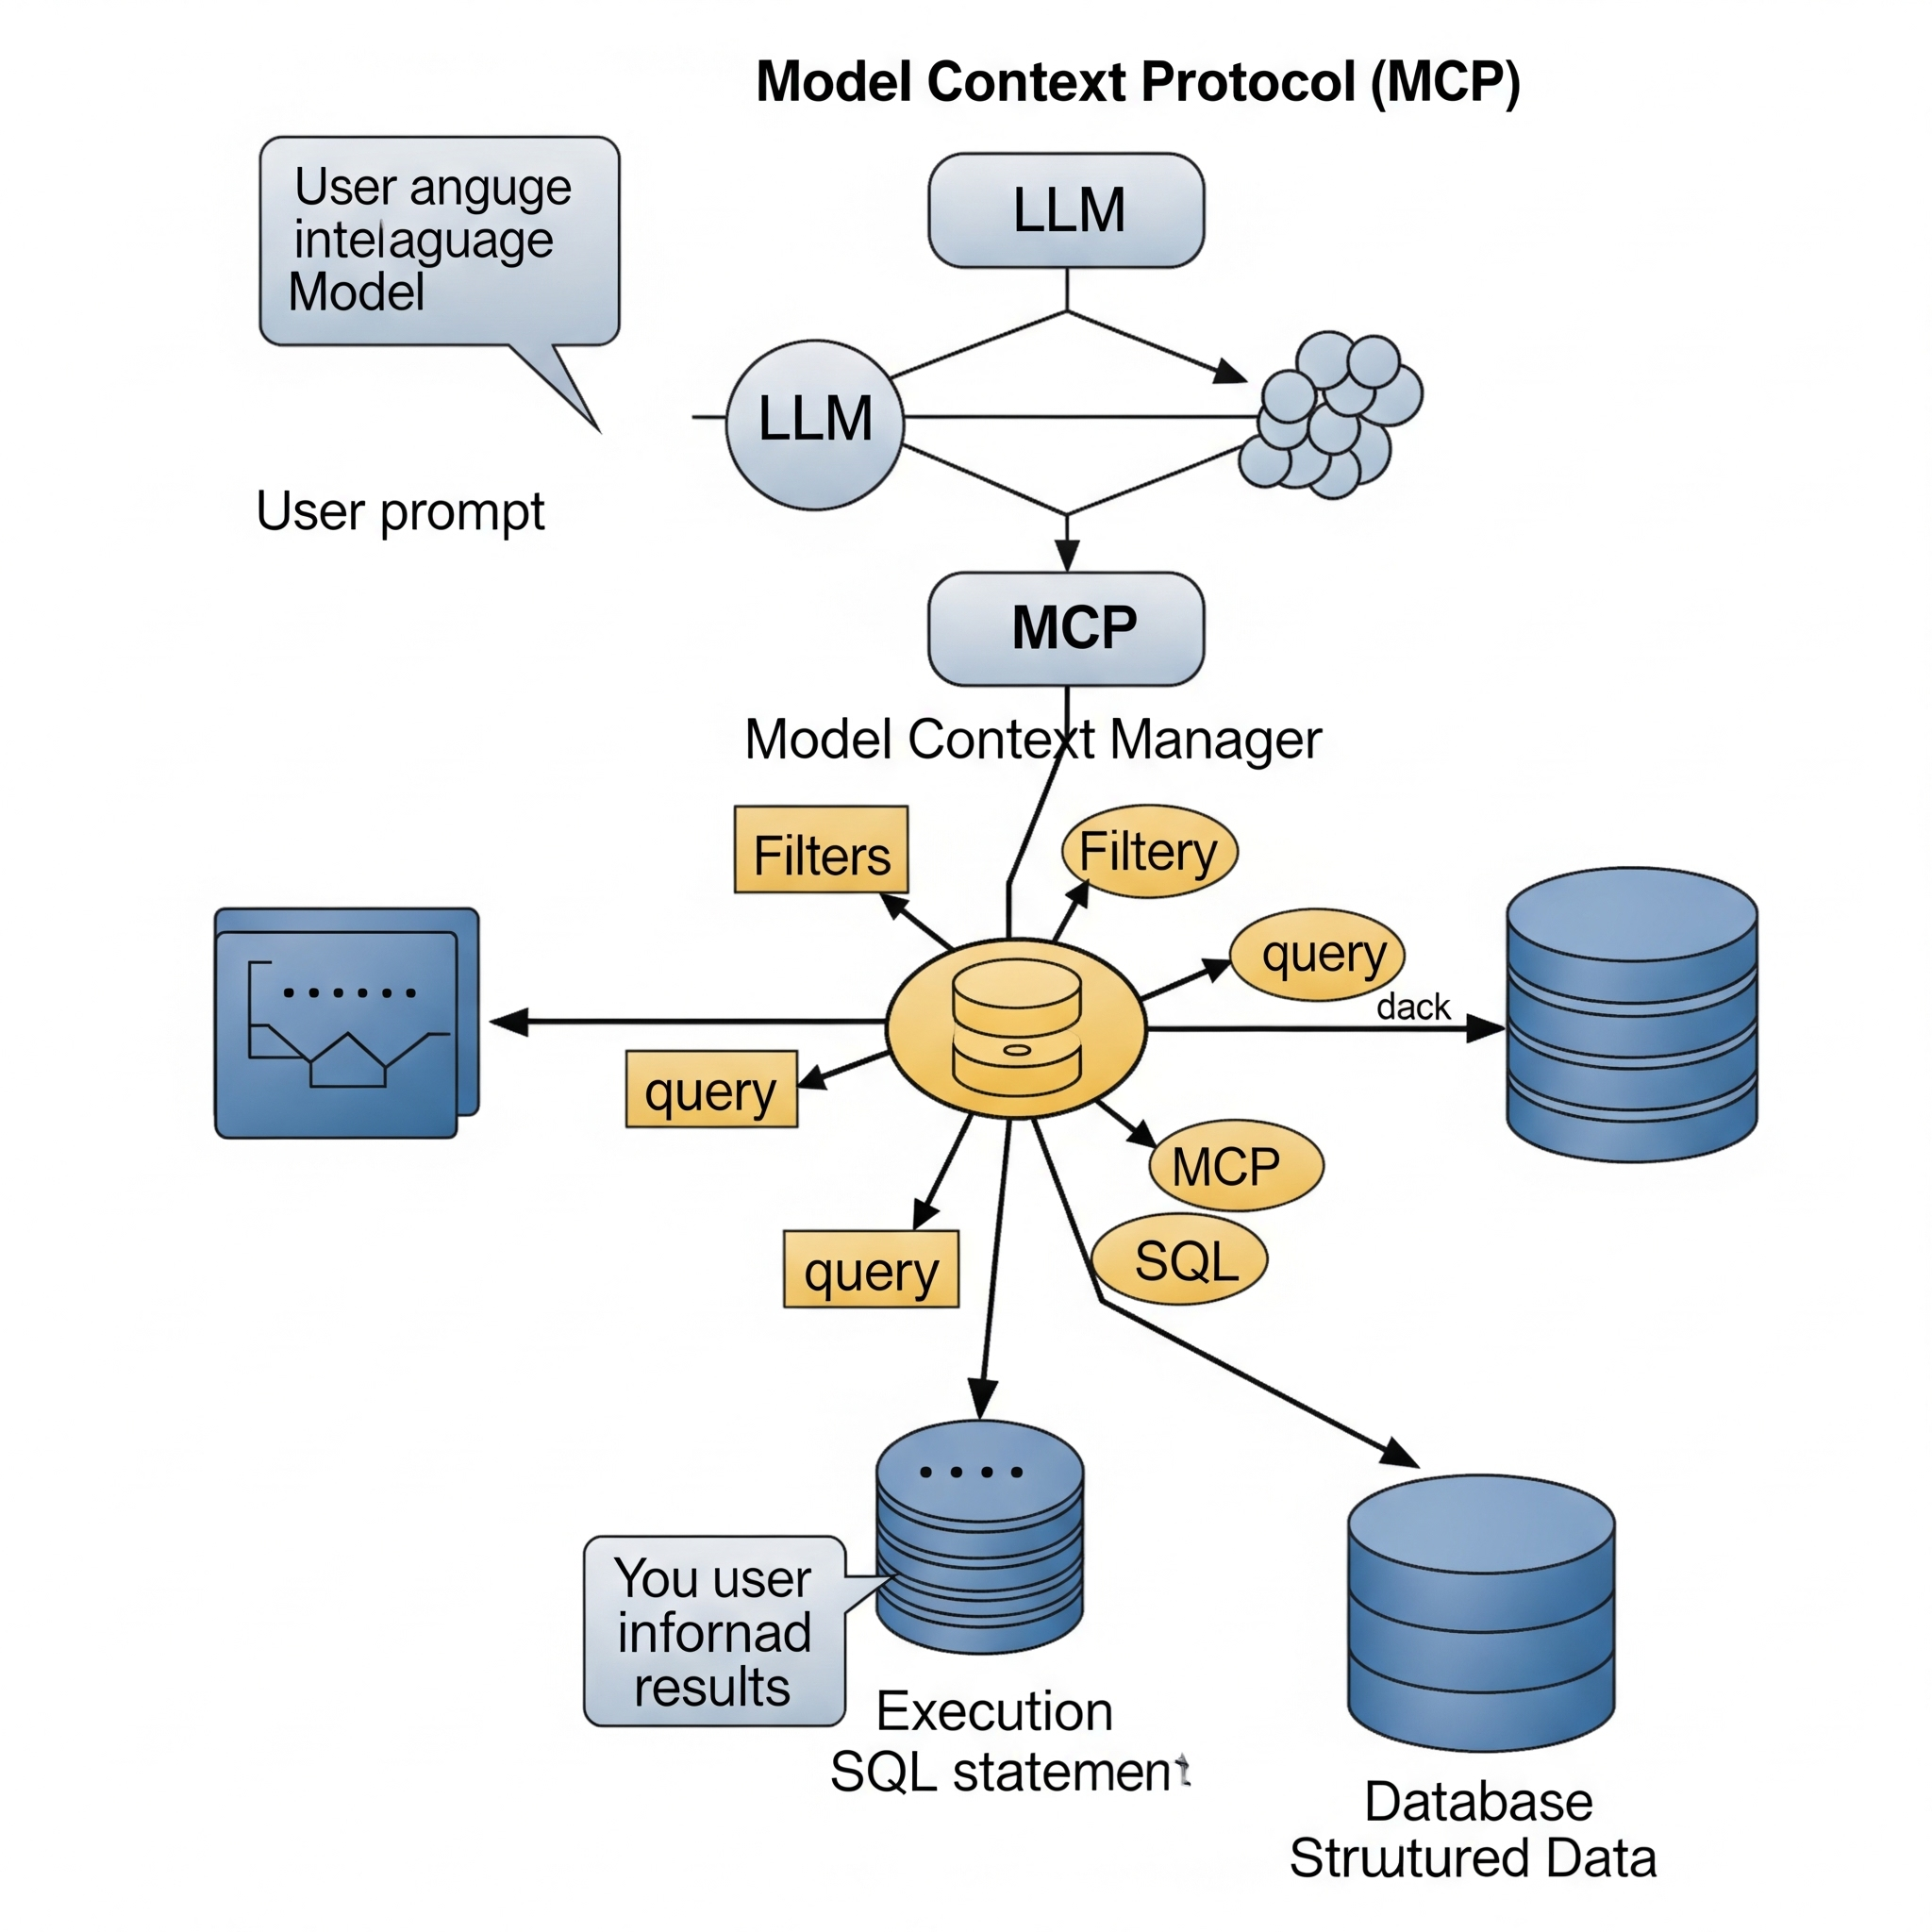 Model Context Protocol (MCP)
User anguge
intelaguage
Model
LLM
LLM
User prompt
MCP
Model Context Manager
Filters
Filtery
query
dack
query
MCP
SQL
query
You user
infornad
results
Execution
SQL statement
Database
Struutured Data